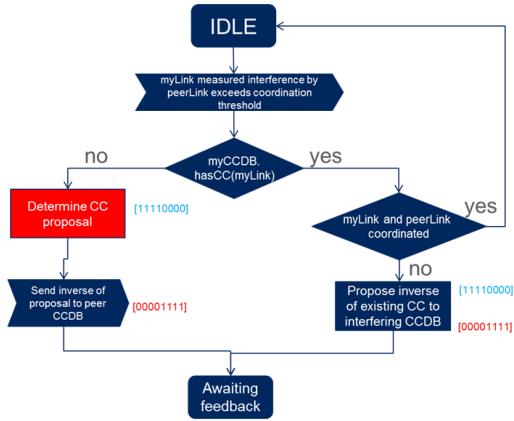 IDLE
myLink measured interference by
peerLink exceeds coordination
threshold
no
myCCDB.
hasCC(myLink)
yes
Determine CC
proposal
[11110000]
myLink and peerLink
coordinated
yes
no
Send inverse of
proposal to peer
CCDB
[00001111]
Propose inverse
of existing CC to
interfering CCDB
[11110000]
[00001111]
Awaiting
feedback